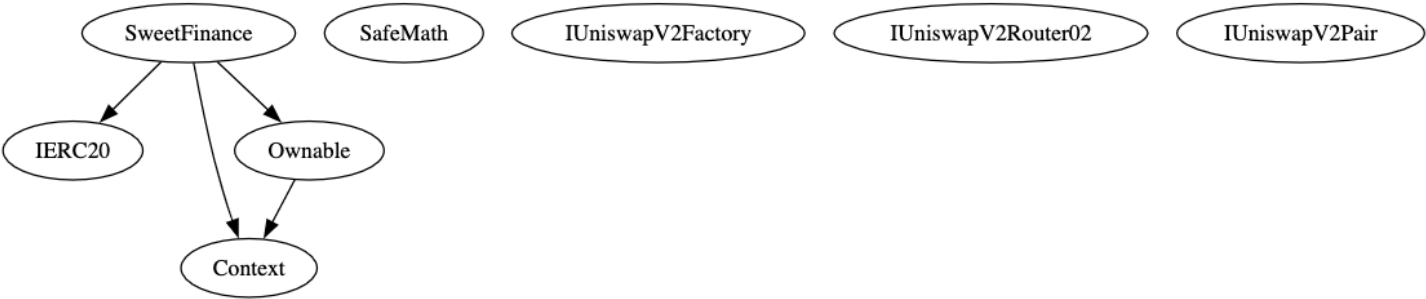 SweetFinance
SafeMath
IUniswapV2Factory
IUniswapV2Router02
IUniswapV2Pair
IERC20
Ownable
Context